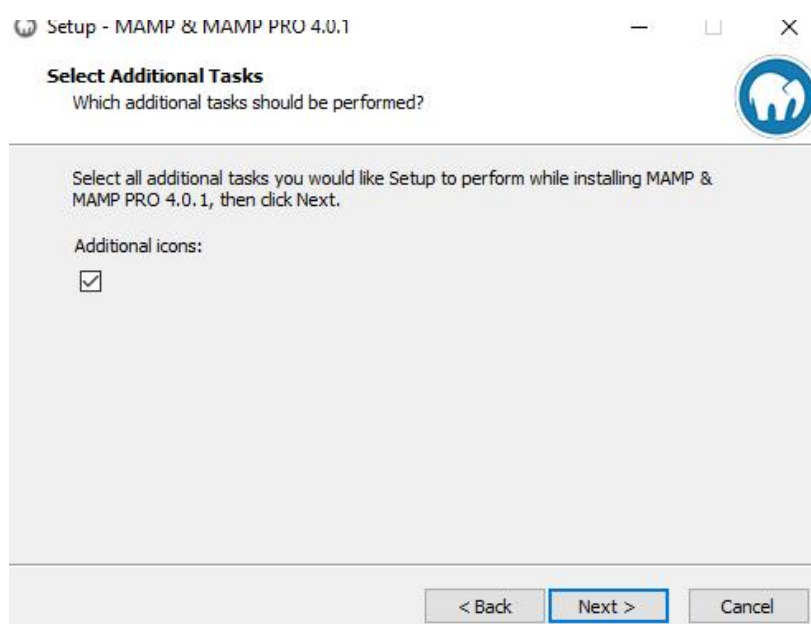 Setup - MAMP & MAMP PRO 4.0.1
Select Additional Tasks
Which additional tasks should be performed?
Select all additional tasks you would like Setup to perform while installing MAMP &
MAMP PRO 4.0.1, then click Next.
Additional icons:
< Back
Next >
Cancel